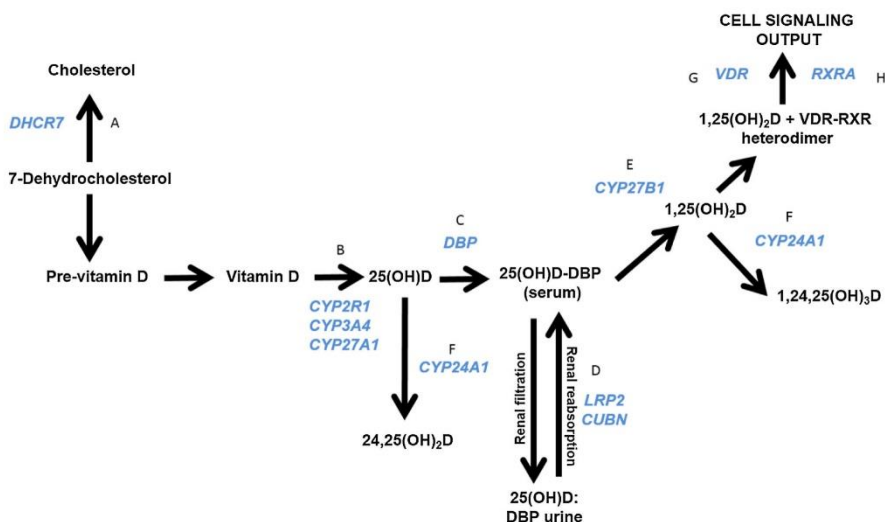 CELL SIGNALING
OUTPUT
G
VDR
RXRA
H
1,25(OH)₂D + VDR-RXR
heterodimer
Cholesterol
DHCR7
A
7-Dehydrocholesterol
E
CYP27B1
1,25(OH)₂D
F
CYP24A1
1,24,25(OH)₃D
Pre-vitamin D
Vitamin D
B
CYP2R1
CYP3A4
CYP27A1
25(OH)D
C
DBP
25(OH)D-DBP
(serum)
F
CYP24A1
24,25(OH)₂D
Renal filtration
Renal reabsorption
D
LRP2
CUBN
25(OH)D:
DBP urine